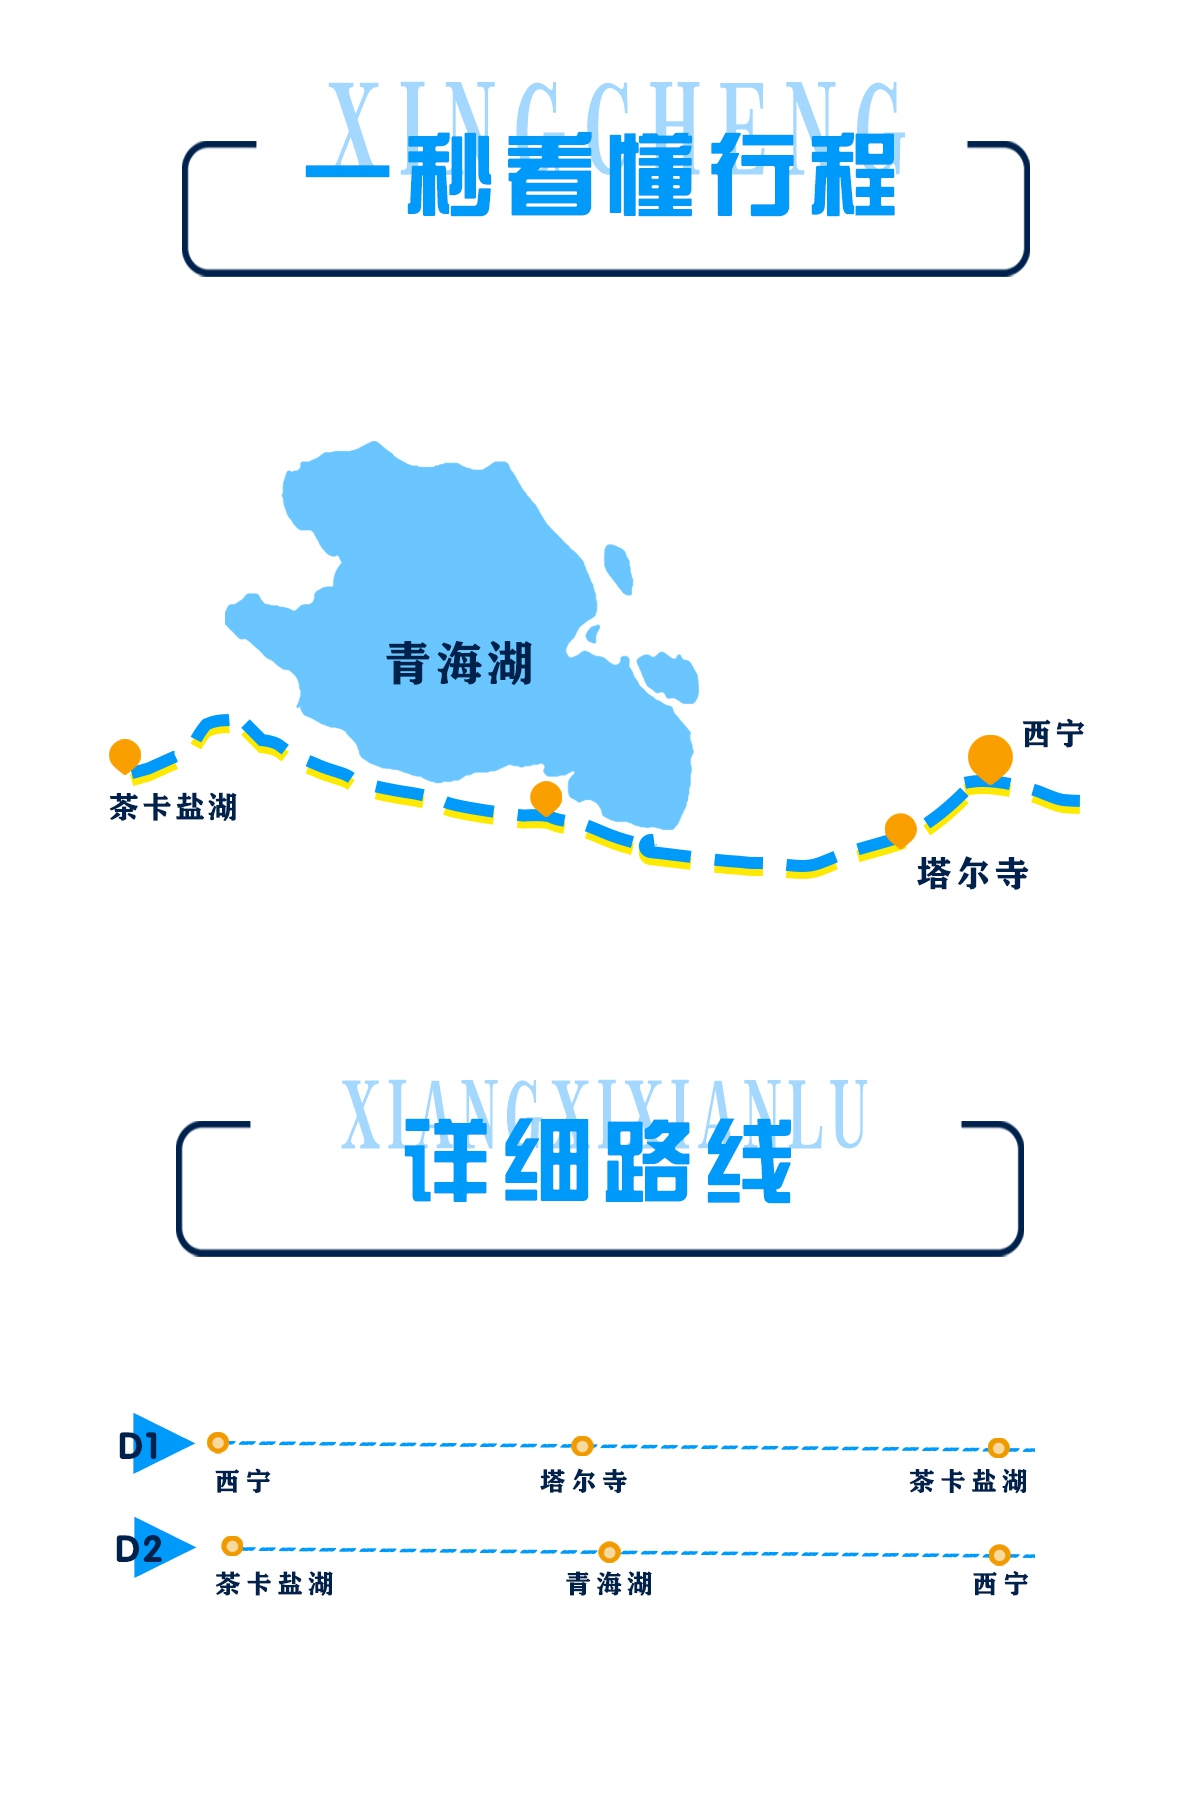 XINGCHENG
一秒看懂行程
青海湖
西宁
茶卡盐湖
塔尔寺
XIANGXIXIANLU
详细路线
D1
西宁 塔尔寺 茶卡盐湖
D2
茶卡盐湖 青海湖 西宁